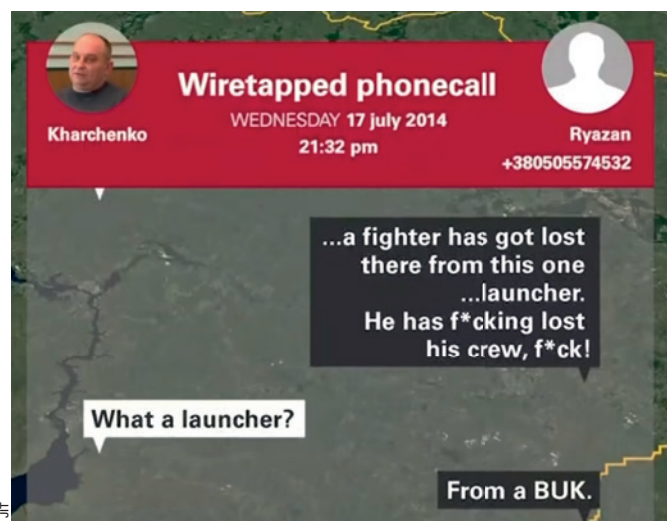 Wiretapped phonecall
WEDNESDAY 17 july 2014
21:32 pm
Kharchenko
Ryazan
+380505574532
...a fighter has got lost
there from this one
...launcher.
He has f*cking lost
his crew, f*ck!
What a launcher?
From a BUK.